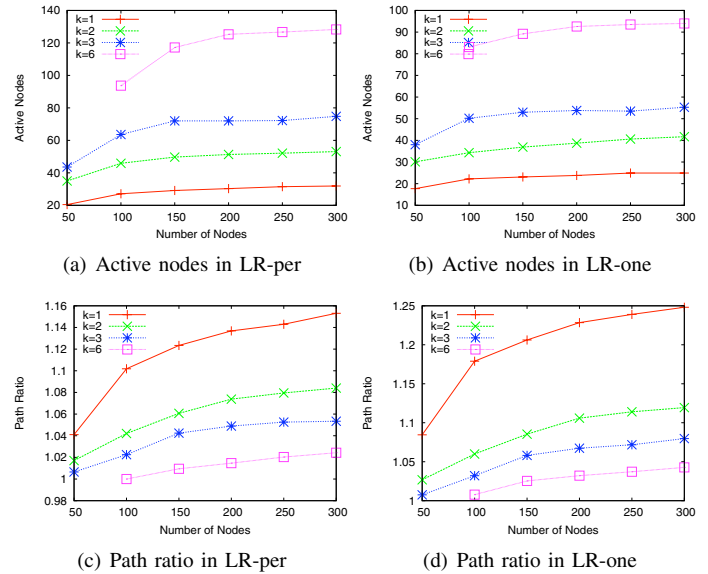 k=1
k=2
k=3
k=6
140
120
100
80
60
40
20
Active Nodes
50 100 150 200 250 300
Number of Nodes
(a) Active nodes in LR-per
k=1
k=2
k=3
k=6
100
90
80
70
60
50
40
30
20
10
Active Nodes
50 100 150 200 250 300
Number of Nodes
(b) Active nodes in LR-one
k=1
k=2
k=3
k=6
1.16
1.14
1.12
1.1
1.08
1.06
1.04
1.02
1
0.98
Path Ratio
50 100 150 200 250 300
Number of Nodes
(c) Path ratio in LR-per
k=1
k=2
k=3
k=6
1.25
1.2
1.15
1.1
1.05
1
Path Ratio
50 100 150 200 250 300
Number of Nodes
(d) Path ratio in LR-one